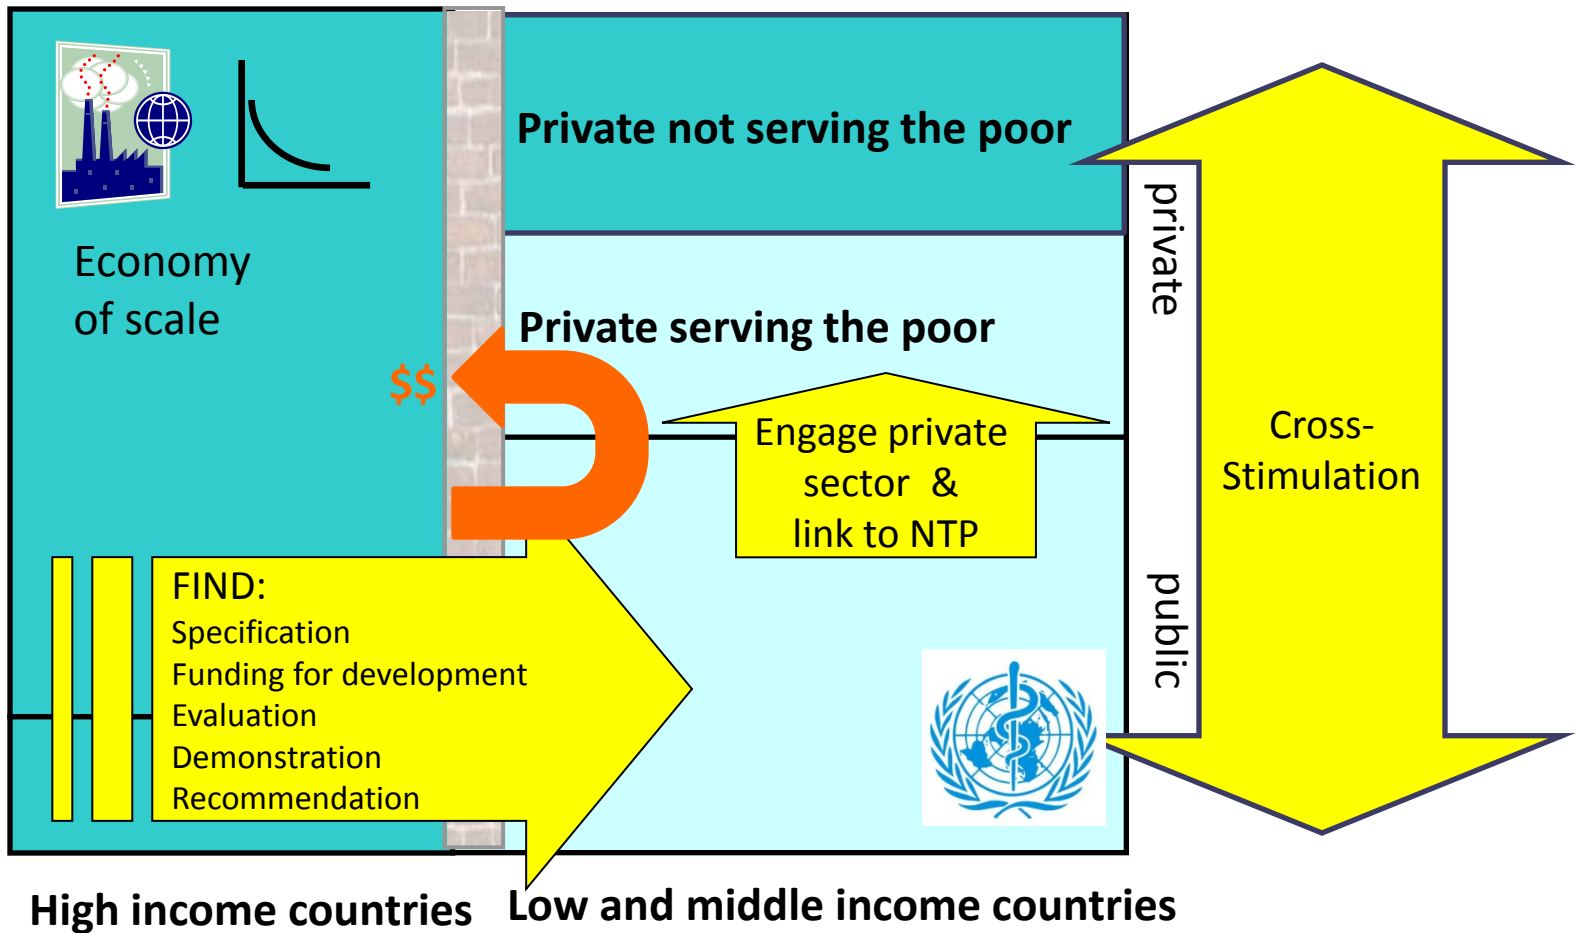 Private not serving the poor
Economy
of scale
Private serving the poor
$$
Engage private
sector &
link to NTP
private
public
Cross-
Stimulation
FIND:
Specification
Funding for development
Evaluation
Demonstration
Recommendation
High income countries
Low and middle income countries